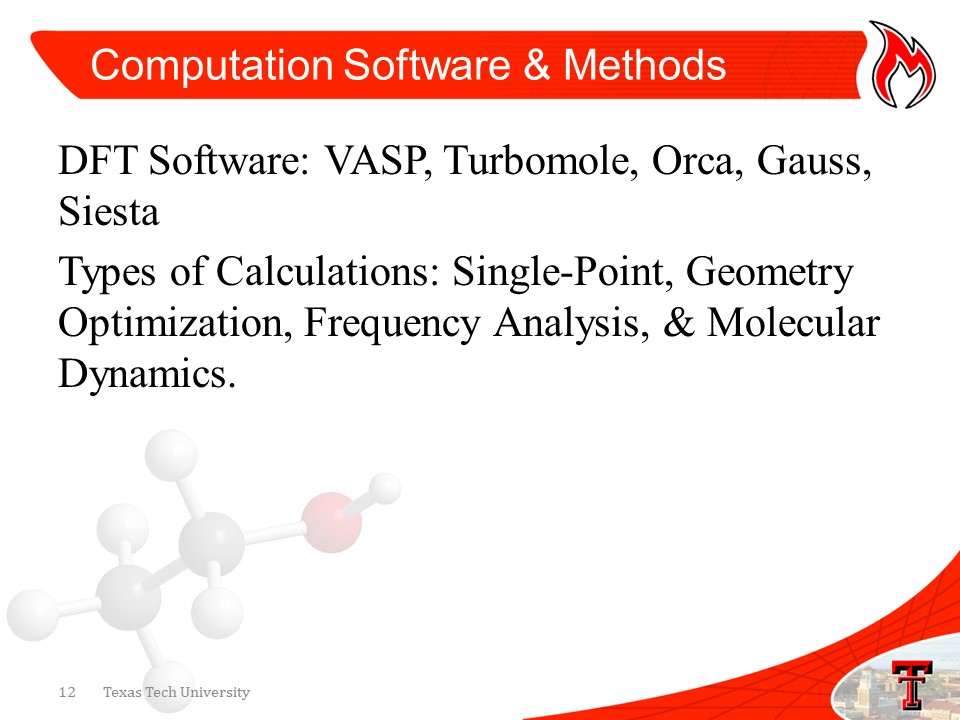 Computation Software & Methods
DFT Software: VASP, Turbomole, Orca, Gauss,
Siesta
Types of Calculations: Single-Point, Geometry
Optimization, Frequency Analysis, & Molecular
Dynamics.
12 Texas Tech University